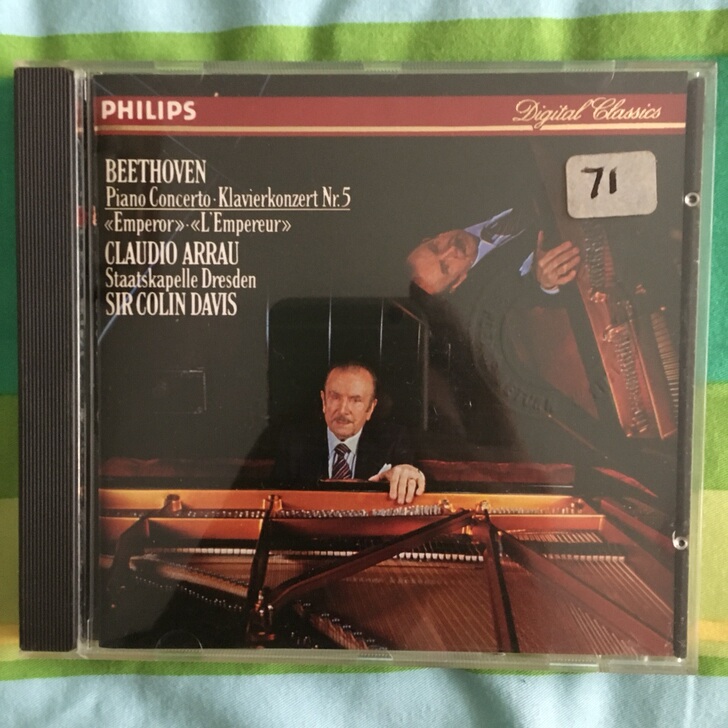 PHILIPS
Digital Classics
BEETHOVEN
Piano Concerto · Klavierkonzert Nr. 5
«Emperor» · «L'Empereur»
CLAUDIO ARRAU
Staatskapelle Dresden
SIR COLIN DAVIS
71